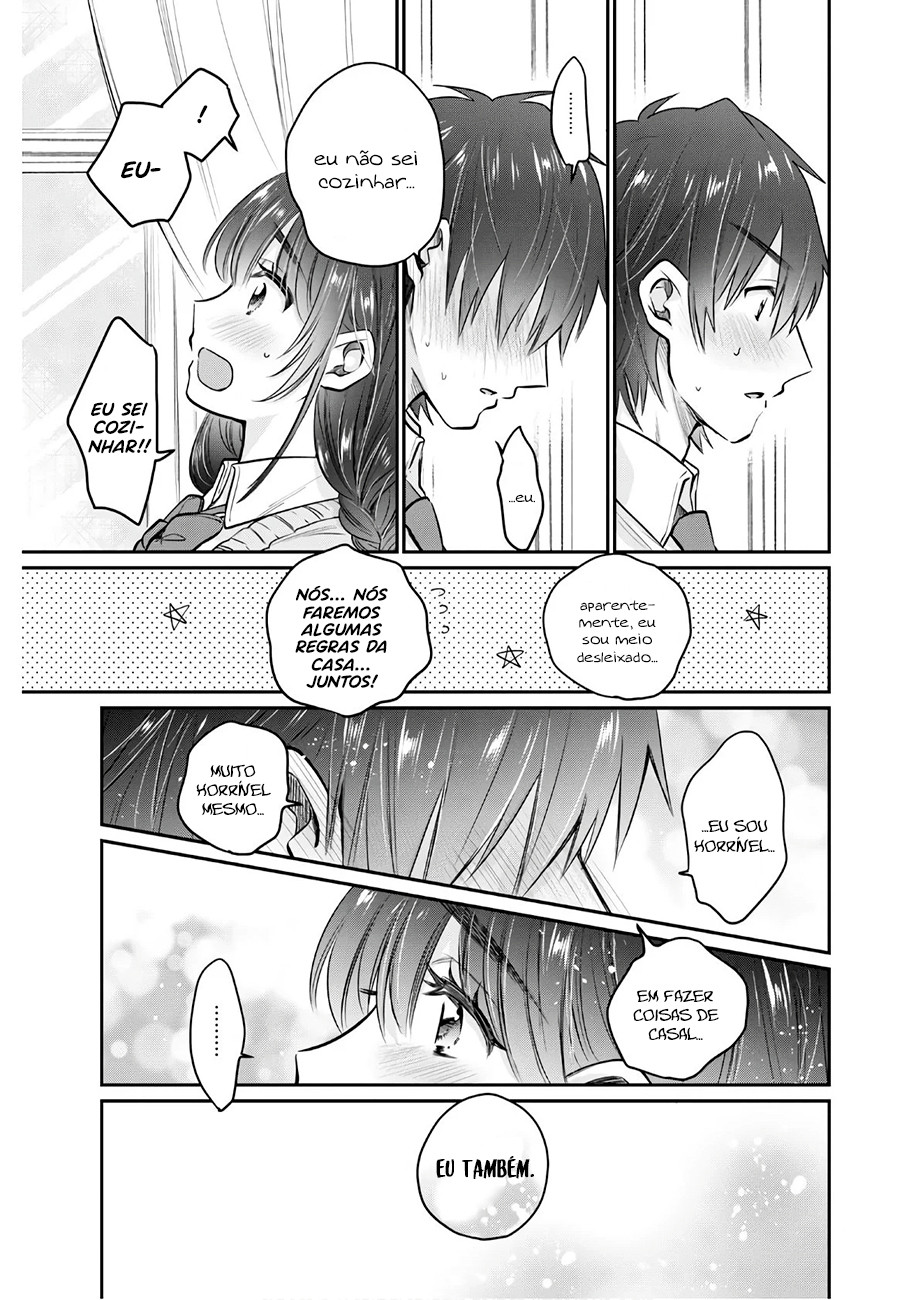 .........
...eu.
eu não sei
cozinhar...
!
EU-
EU SEI
COZI-
NHAR!!
aparente-
mente, eu
sou meio
desleixado...
NÓS... NÓS
FAREMOS
ALGUMAS
REGRAS DA
CASA...
JUNTOS!
...EU SOU
HORRÍVEL...
MUITO
HORRÍVEL
MESMO...
EM FAZER
COISAS DE
CASAL...
.........
EU TAMBÉM.